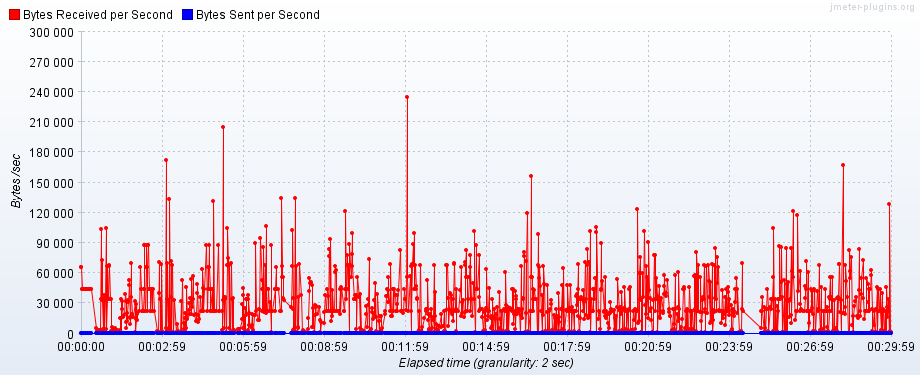 jmeter-plugins.org
Bytes Received per Second Bytes Sent per Second
300 000
270 000
240 000
210 000
180 000
150 000
120 000
90 000
60 000
30 000
0
Bytes /sec
00:00:00 00:02:59 00:05:59 00:08:59 00:11:59 00:14:59 00:17:59 00:20:59 00:23:59 00:26:59 00:29:59
Elapsed time (granularity: 2 sec)